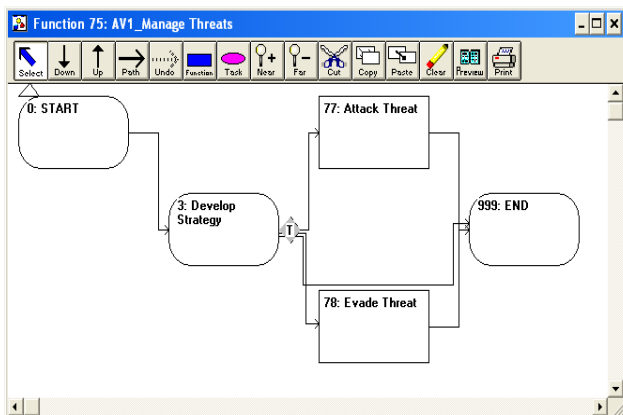 Function 75: AV1_Manage Threats
Select
Down
Up
Path
Undo
Function
Task
Near
Far
Cut
Copy
Paste
Clear
Preview
Print
0: START
77: Attack Threat
3: Develop
Strategy
T
999: END
78: Evade Threat